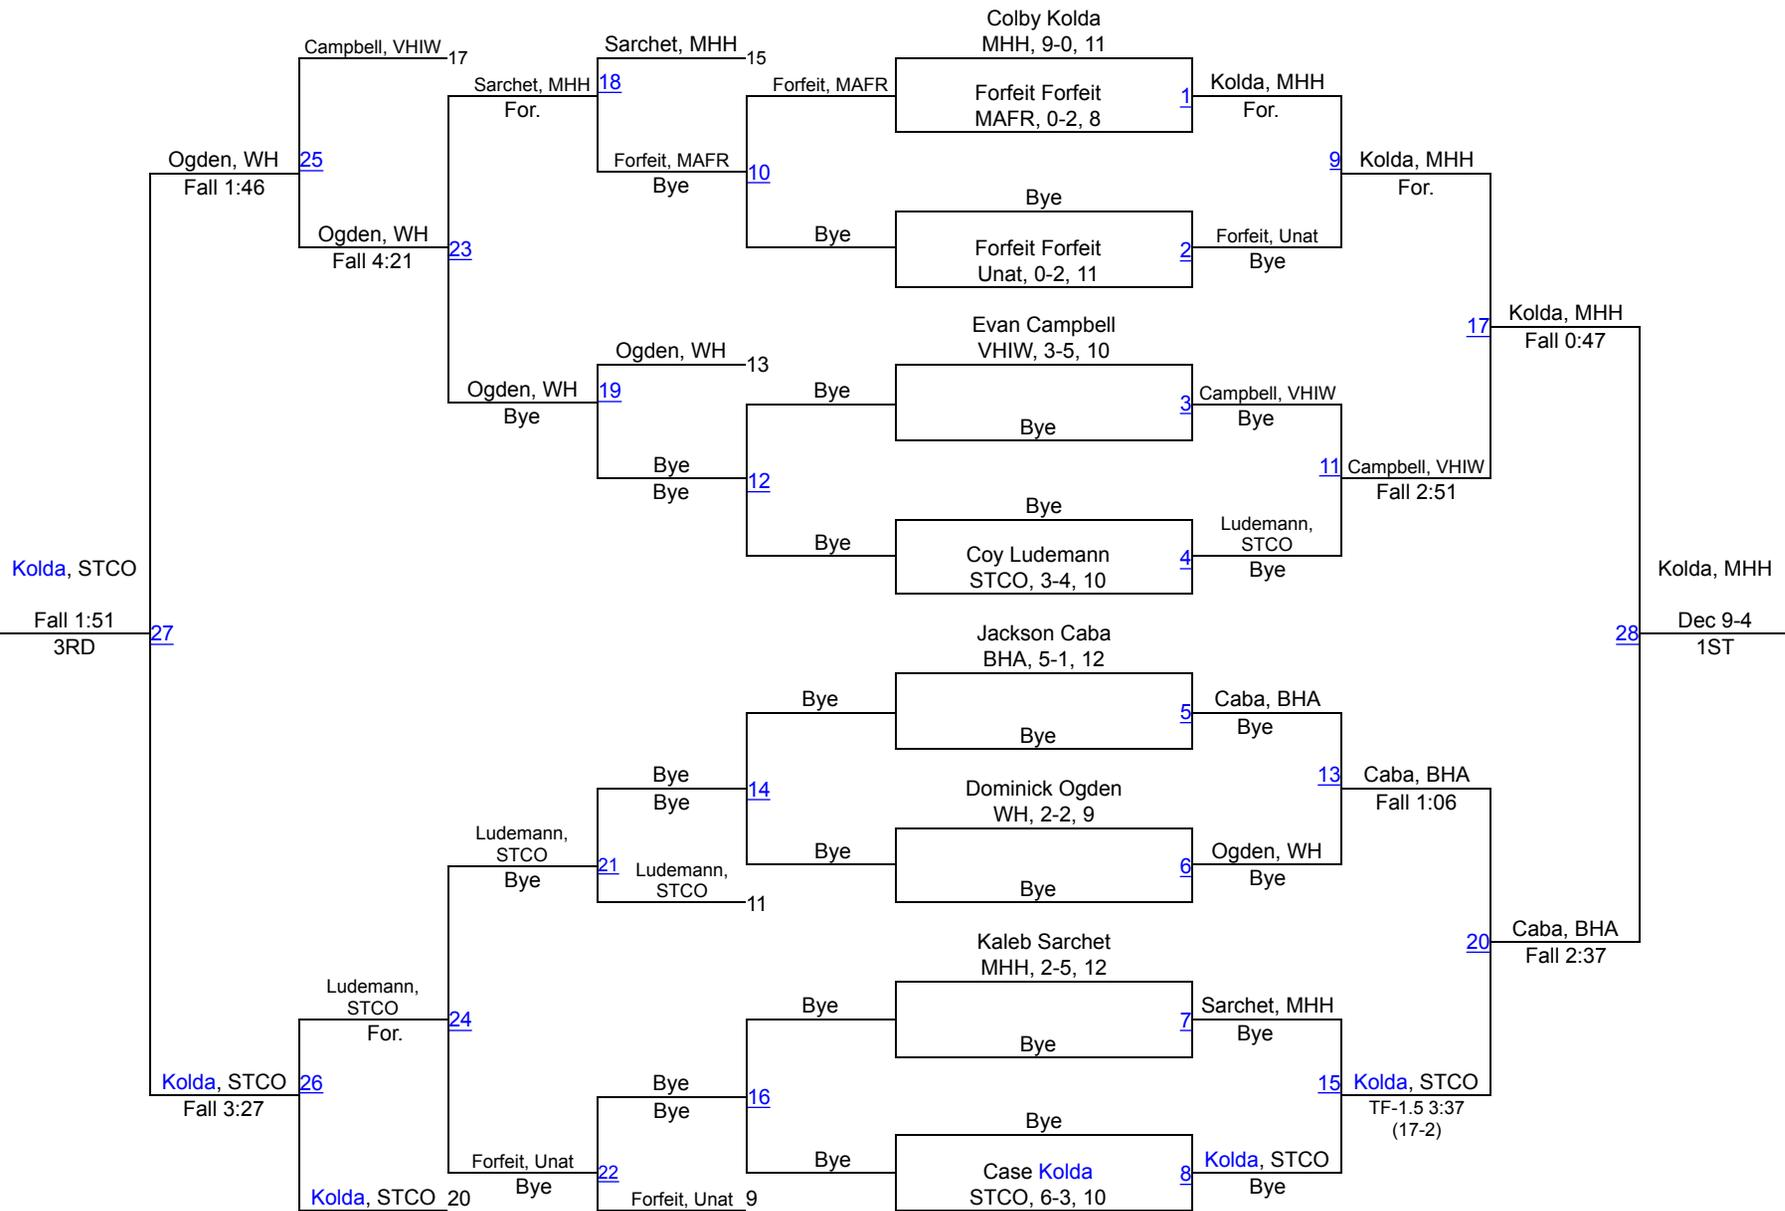 Colby Kolda
MHH, 9-0, 11
Campbell, VHIW 17
Sarchet, MHH 15
Sarchet, MHH 18
For.
Forfeit, MAFR
Forfeit Forfeit
MAFR, 0-2, 8
1
Kolda, MHH
For.
Ogden, WH 25
Fall 1:46
Forfeit, MAFR 10
Bye
9
Kolda, MHH
For.
Bye
Ogden, WH 23
Fall 4:21
Bye
Forfeit Forfeit
Unat, 0-2, 11
2
Forfeit, Unat
Bye
Evan Campbell
VHIW, 3-5, 10
17
Kolda, MHH
Fall 0:47
Ogden, WH 13
Ogden, WH 19
Bye
Bye
3
Campbell, VHIW
Bye
Bye
Bye 12
Bye
11
Campbell, VHIW
Fall 2:51
Bye
Bye
Coy Ludemann
STCO, 3-4, 10
4
Ludemann,
STCO
Bye
Kolda, STCO
Fall 1:51
3RD
27
Kolda, MHH
28
Dec 9-4
1ST
Jackson Caba
BHA, 5-1, 12
Bye
5
Caba, BHA
Bye
Bye
Bye 14
Bye
Dominick Ogden
WH, 2-2, 9
13
Caba, BHA
Fall 1:06
Ludemann,
STCO
Bye
21
Ludemann,
STCO
11
Bye
6
Ogden, WH
Bye
Bye
Kaleb Sarchet
MHH, 2-5, 12
20
Caba, BHA
Fall 2:37
Ludemann,
STCO
For.
24
Bye
7
Sarchet, MHH
Bye
Bye
Kolda, STCO 26
Fall 3:27
Bye 16
Bye
15
Kolda, STCO
TF-1.5 3:37
(17-2)
Bye
Forfeit, Unat 22
Bye
Bye
Case Kolda
STCO, 6-3, 10
8
Kolda, STCO
Bye
Kolda, STCO 20
Forfeit, Unat 9